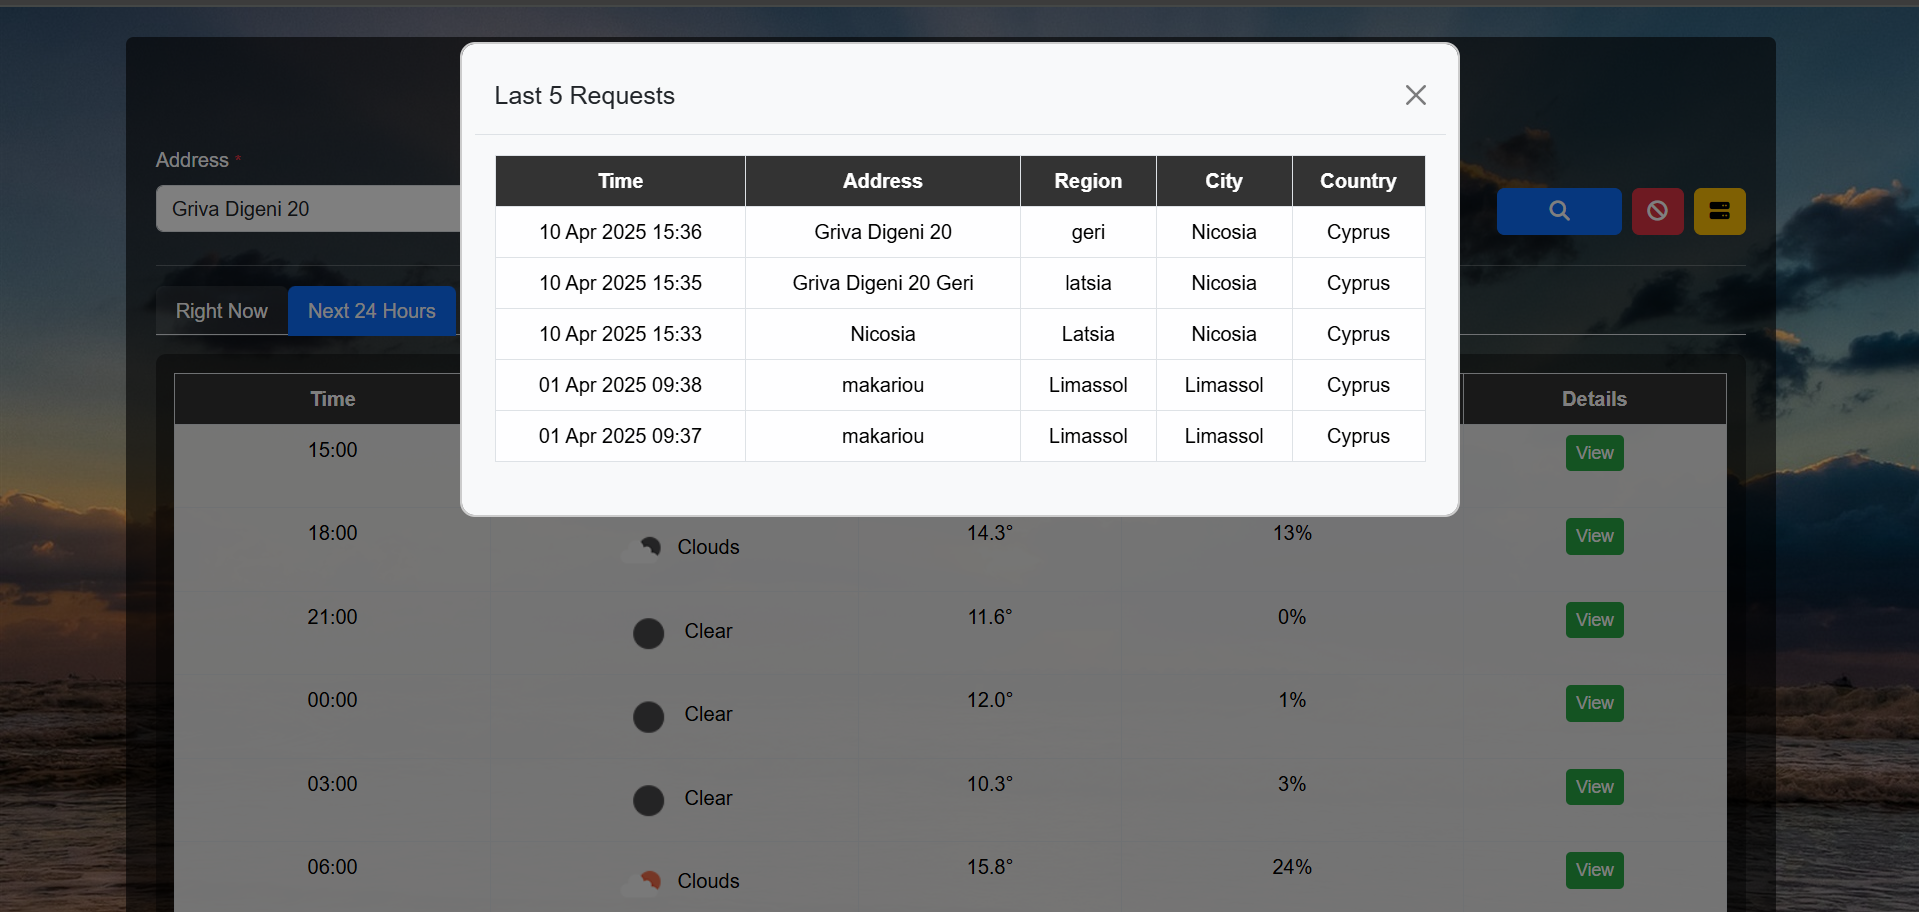 Last 5 Requests
Time Address Region City Country
10 Apr 2025 15:36 Griva Digeni 20 geri Nicosia Cyprus
10 Apr 2025 15:35 Griva Digeni 20 Geri latsia Nicosia Cyprus
10 Apr 2025 15:33 Nicosia Latsia Nicosia Cyprus
01 Apr 2025 09:38 makariou Limassol Limassol Cyprus
01 Apr 2025 09:37 makariou Limassol Limassol Cyprus
Address *
Griva Digeni 20
Right Now Next 24 Hours
Time Details
15:00 View
18:00 Clouds 14.3° 13% View
21:00 Clear 11.6° 0% View
00:00 Clear 12.0° 1% View
03:00 Clear 10.3° 3% View
06:00 Clouds 15.8° 24% View